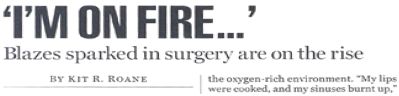 ‘I’M ON FIRE...’
Blazes sparked in surgery are on the rise
BY KIT R. ROANE
the oxygen-rich environment. “My lips
were cooked, and my sinuses burnt up,”